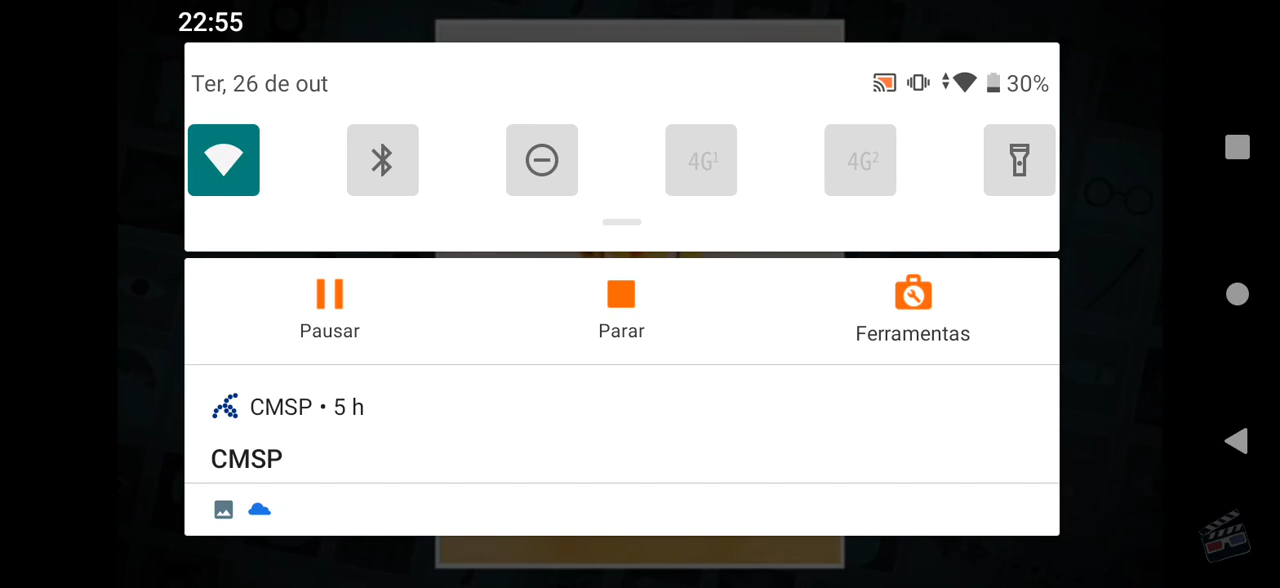 22:55
Ter, 26 de out
30%
4G¹
4G²
Pausar
Parar
Ferramentas
CMSP • 5 h
CMSP